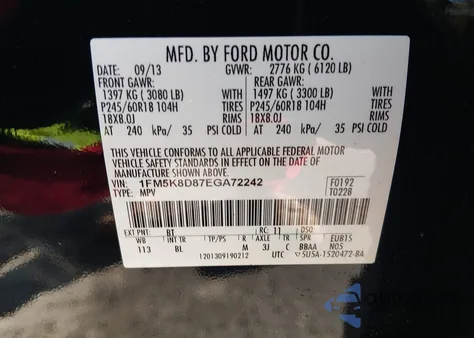 MFD. BY FORD MOTOR CO.
DATE: 09/13 GVWR: 2776 KG ( 6120 LB)
FRONT GAWR: REAR GAWR:
1397 KG ( 3080 LB) WITH 1497 KG ( 3300 LB) WITH
P245/60R18 104H TIRES P245/60R18 104H TIRES
18X8.0J RIMS 18X8.0J RIMS
AT 240 kPa/ 35 PSI COLD AT 240 kPa/ 35 PSI COLD
THIS VEHICLE CONFORMS TO ALL APPLICABLE FEDERAL MOTOR
VEHICLE SAFETY STANDARDS IN EFFECT ON THE DATE OF
MANUFACTURE SHOWN ABOVE.
VIN: 1FM5K8D87EGA72242 F0192
TYPE: MPV T0228
EXT PNT: BT RC: 11 DSO:
WB INT TR TP/PS R AXLE TR SPR EUB15
113 BL M 3J C BBAA N05
1201309190212 UTC 5U5A-1520472-BA